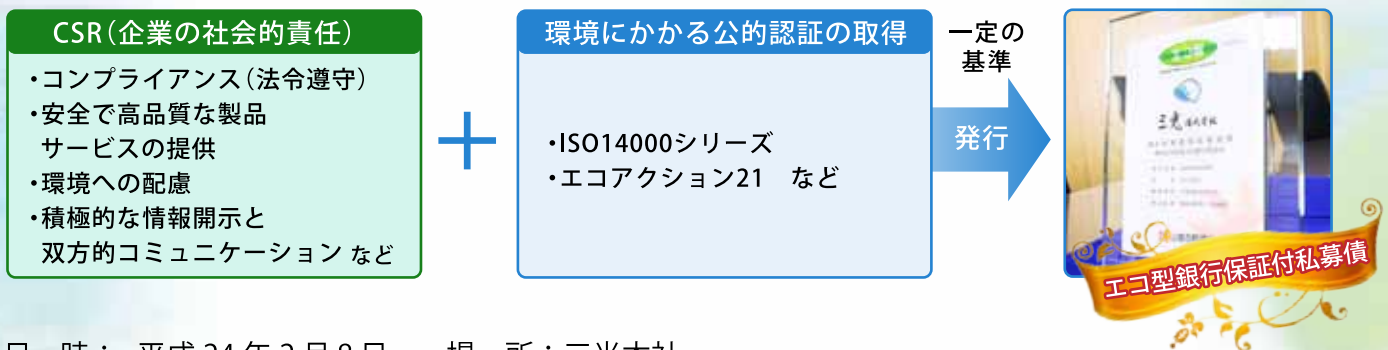 CSR（企業の社会的責任）
・コンプライアンス（法令遵守）
・安全で高品質な製品
サービスの提供
・環境への配慮
・積極的な情報開示と
双方的コミュニケーション など
＋
環境にかかる公的認証の取得
・ISO14000シリーズ
・エコアクション21　など
一定の
基準
発行
エコ型銀行保証付私募債